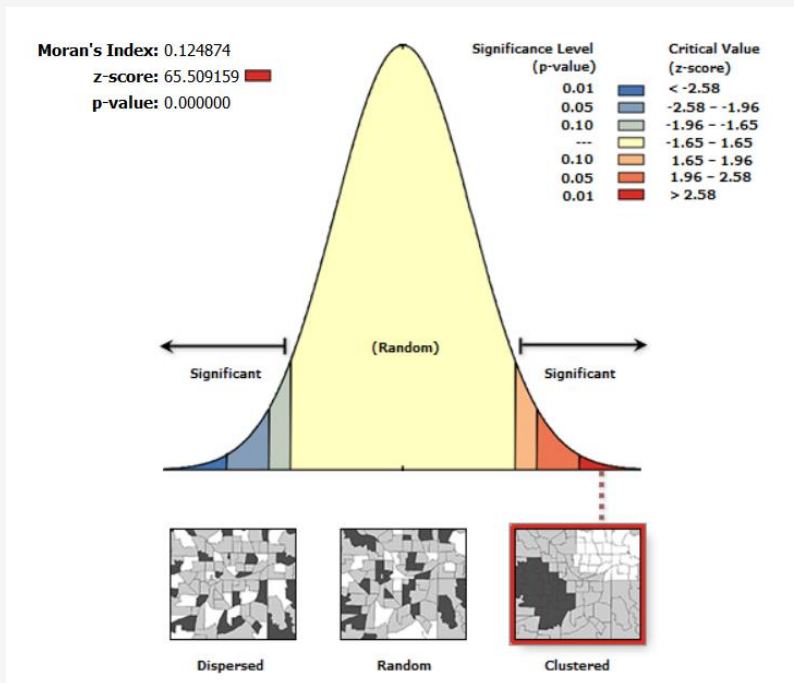 Moran's Index: 0.124874
z-score: 65.509159
p-value: 0.000000
Significance Level
(p-value)
Critical Value
(z-score)
0.01 < -2.58
0.05 -2.58 - -1.96
0.10 -1.96 - -1.65
--- -1.65 - 1.65
0.10 1.65 - 1.96
0.05 1.96 - 2.58
0.01 > 2.58
(Random)
Significant
Significant
Dispersed
Random
Clustered